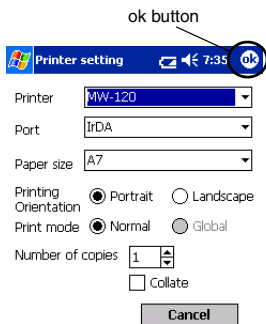 ok button
Printer setting 7:35 ok
Printer MW-120
Port IrDA
Paper size A7
Printing Orientation Portrait Landscape
Print mode Normal Global
Number of copies 1
Collate
Cancel